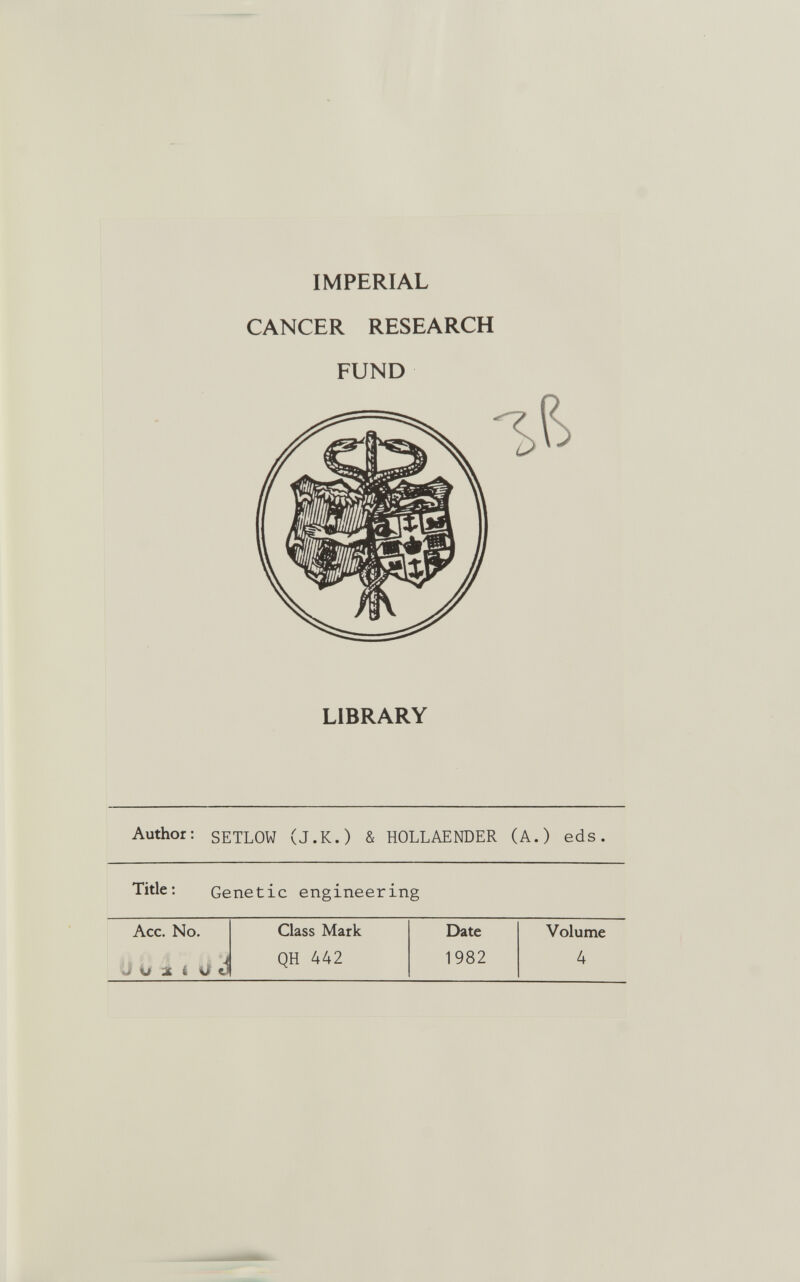 IMPERIAL
CANCER RESEARCH
FUND
3B
LIBRARY
Author: SETLOW (J.K.) & HOLLAENDER (A.) eds.
Title: Genetic engineering
Acc. No. Class Mark Date Volume
QH 442 1982 4